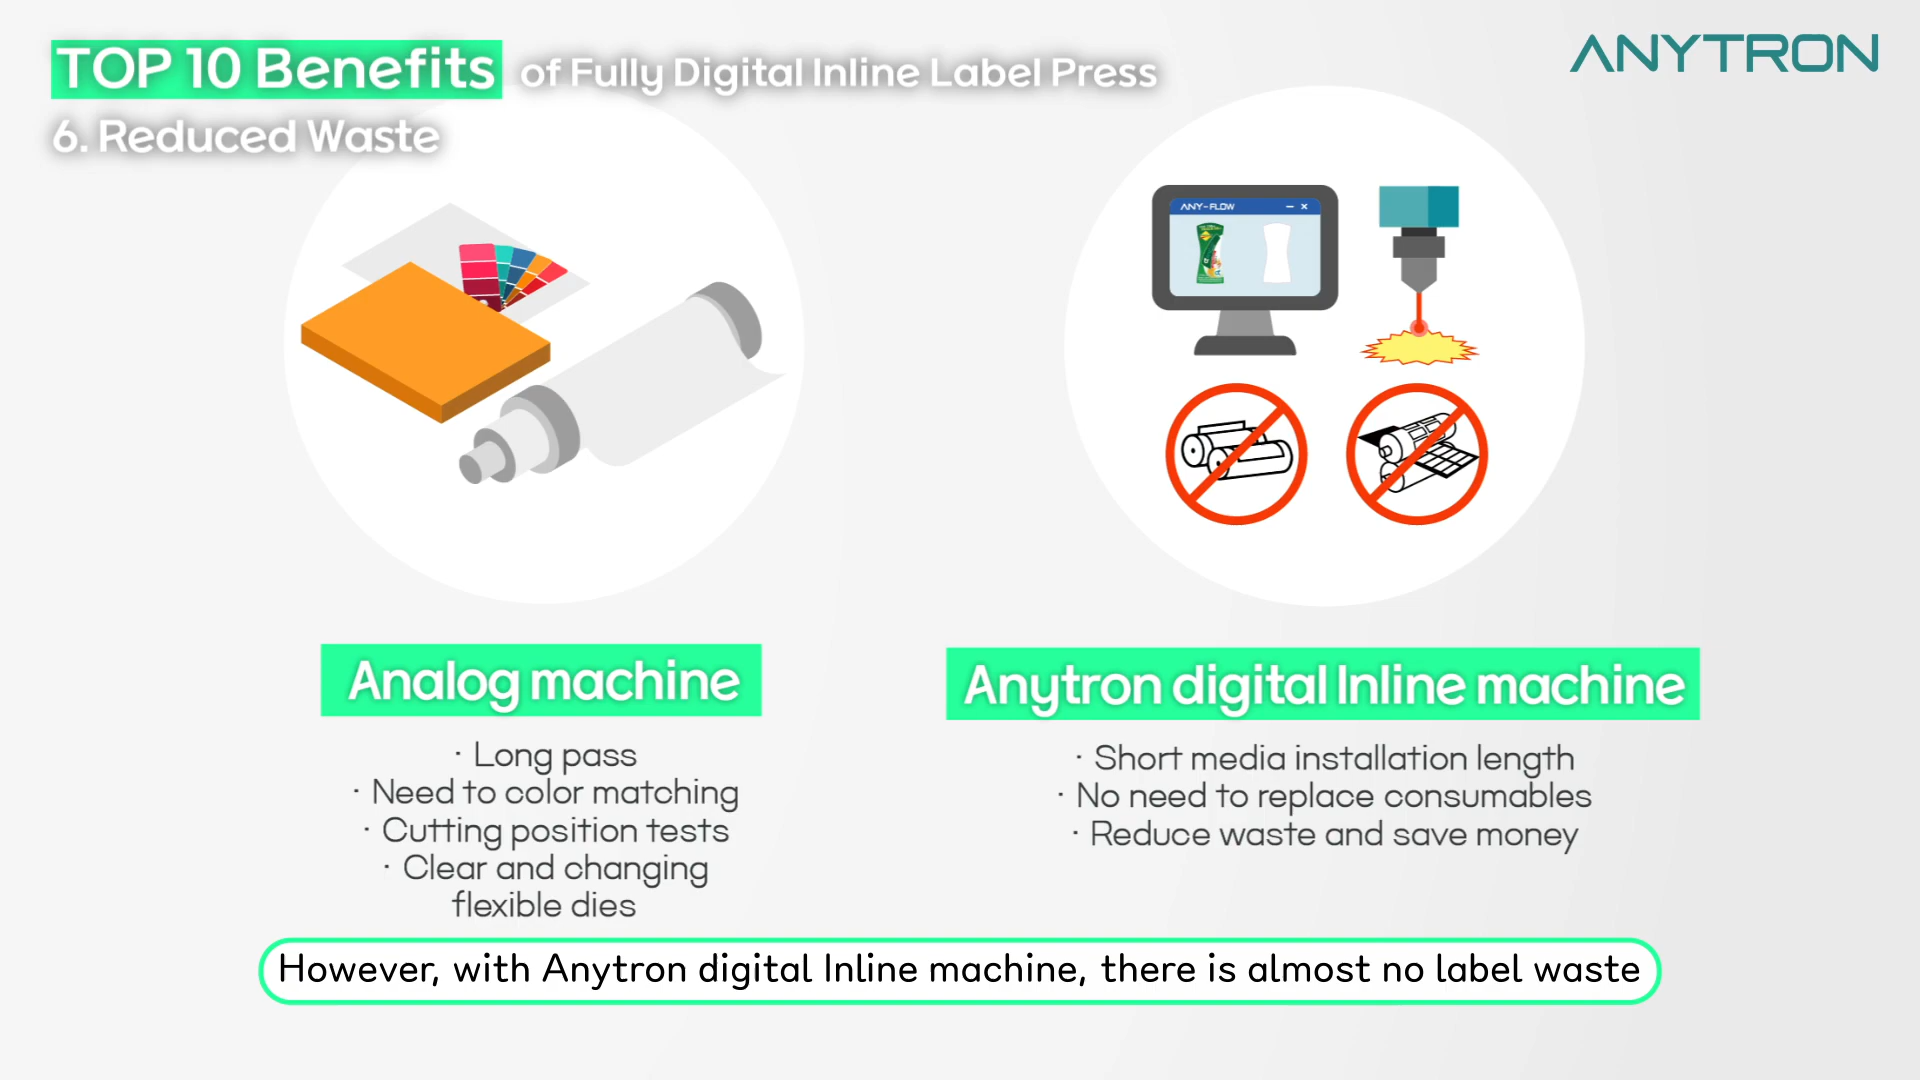 TOP 10 Benefits of Fully Digital Inline Label Press
ANYTRON
6. Reduced Waste
ANY-FLOW
Analog machine
· Long pass
· Need to color matching
· Cutting position tests
· Clear and changing
flexible dies
Anytron digital Inline machine
· Short media installation length
· No need to replace consumables
· Reduce waste and save money
However, with Anytron digital Inline machine, there is almost no label waste